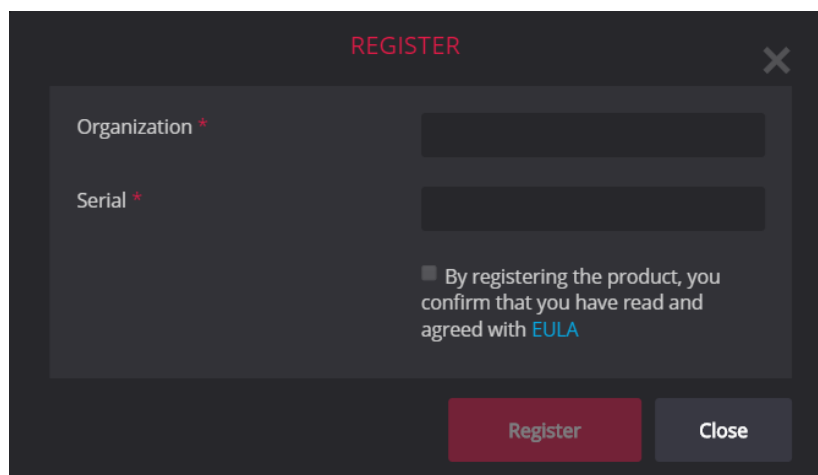 REGISTER
Organization *
Serial *
By registering the product, you
confirm that you have read and
agreed with EULA
Register
Close